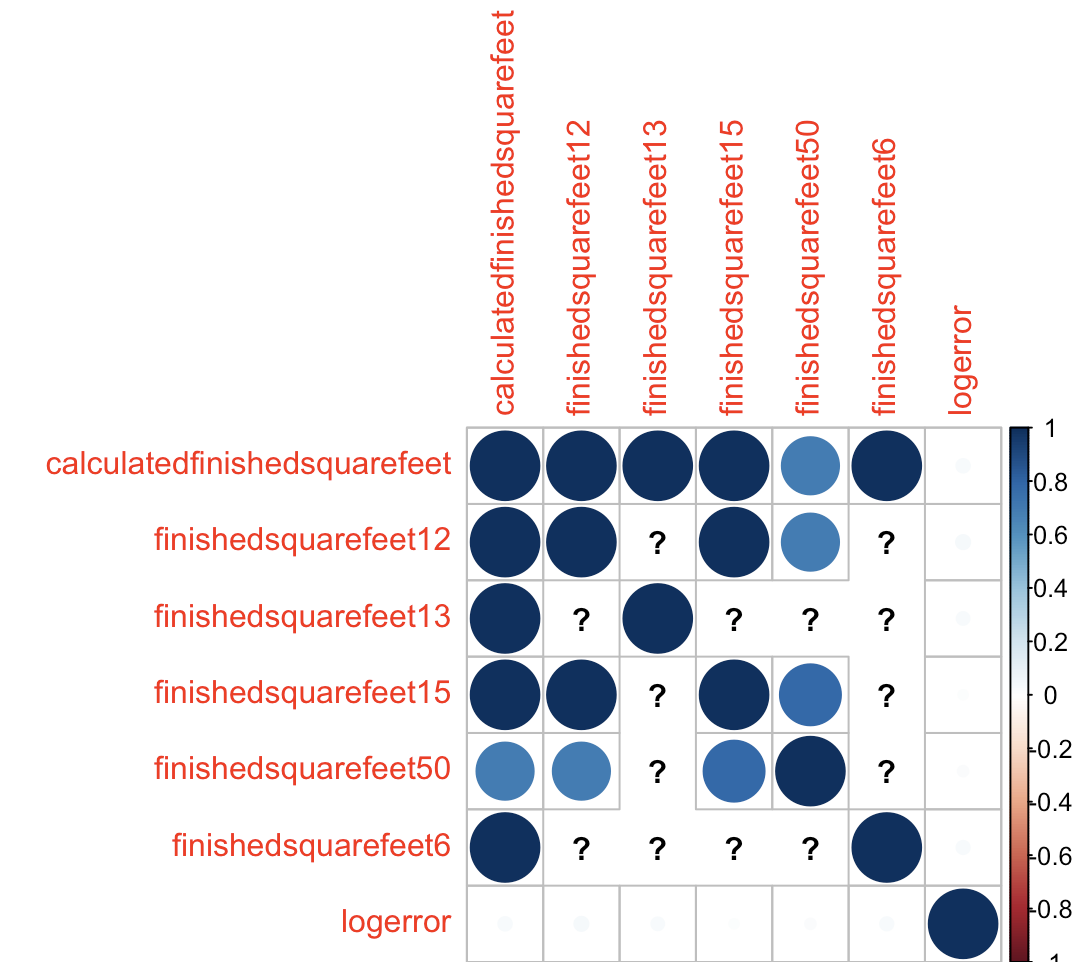 calculatedfinishedsquarefeet
finishedsquarefeet12
finishedsquarefeet13
finishedsquarefeet15
finishedsquarefeet50
finishedsquarefeet6
logerror
calculatedfinishedsquarefeet
finishedsquarefeet12 ? ?
finishedsquarefeet13 ? ? ? ?
finishedsquarefeet15 ? ?
finishedsquarefeet50 ? ?
finishedsquarefeet6 ? ? ? ?
logerror
1
0.8
0.6
0.4
0.2
0
-0.2
-0.4
-0.6
-0.8
-1